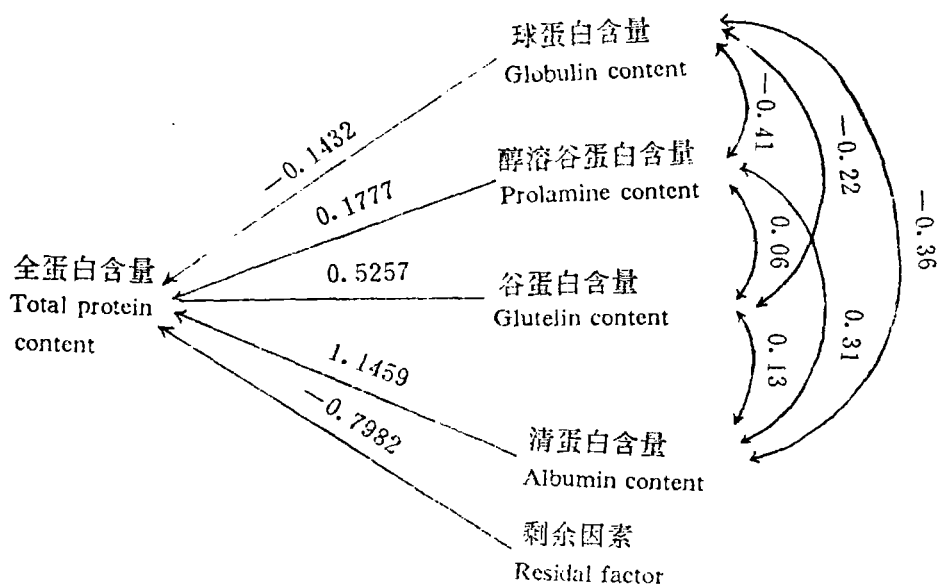 球蛋白含量
Globulin content
-0.41
-0.22
-0.36
-0.1432
醇溶谷蛋白含量
Prolamine content
0.1777
0.06
全蛋白含量
Total protein
content
0.5257
谷蛋白含量
Glutelin content
0.31
0.13
1.1459
-0.7982
清蛋白含量
Albumin content
剩余因素
Residal factor